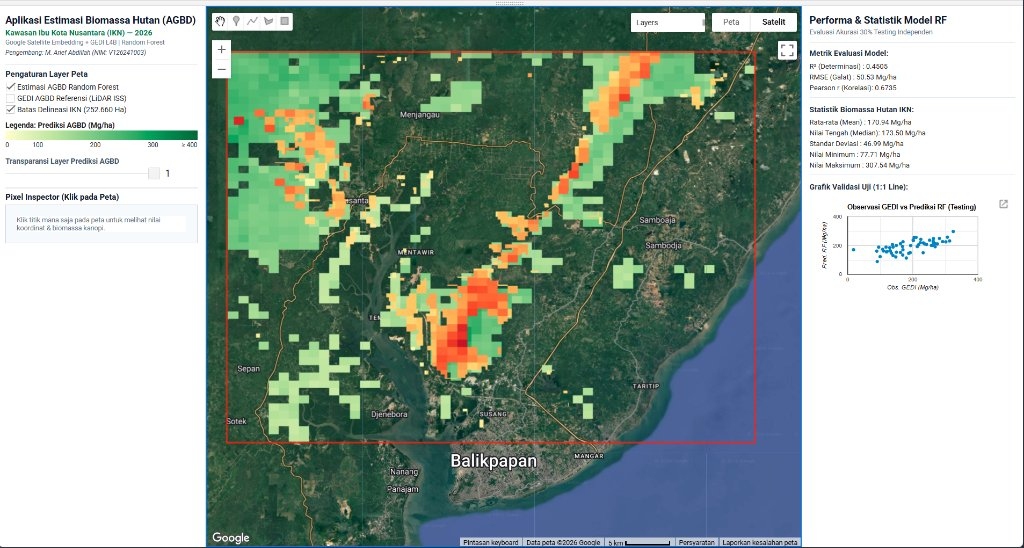 Aplikasi Estimasi Biomassa Hutan (AGBD)
Kawasan Ibu Kota Nusantara (IKN) — 2026
Google Satellite Embedding + GEDI L4B | Random Forest
Pengembang: M. Arief Abdillah (NIM: V126241003)
Pengaturan Layer Peta
Estimasi AGBD Random Forest
GEDI AGBD Referensi (LiDAR ISS)
Batas Delineasi IKN (252.660 Ha)
Legenda: Prediksi AGBD (Mg/ha)
0 100 200 300 ≥ 400
Transparansi Layer Prediksi AGBD
1
Pixel Inspector (Klik pada Peta)
Klik titik mana saja pada peta untuk melihat nilai
koordinat & biomassa kanopi.
Layers
Peta Satelit
+
−
Menjangau
Samboaja
Sambodja
MENTAWIR
Sepan
TARITIP
Djenebora
Sotek
SUSANG
MANGAR
Balikpapan
Nanang
Panajam
Google
Pintasan keyboard
Data peta ©2026 Google
5 km
Persyaratan
Laporkan kesalahan peta
Performa & Statistik Model RF
Evaluasi Akurasi 30% Testing Independen.
Metrik Evaluasi Model:
R² (Determinasi) : 0.4505
RMSE (Galat) : 50.53 Mg/ha
Pearson r (Korelasi): 0.6735
Statistik Biomassa Hutan IKN:
Rata-rata (Mean) : 170.94 Mg/ha
Nilai Tengah (Median): 173.50 Mg/ha
Standar Deviasi : 46.99 Mg/ha
Nilai Minimum : 77.71 Mg/ha
Nilai Maksimum : 307.54 Mg/ha
Grafik Validasi Uji (1:1 Line):
Observasi GEDI vs Prediksi RF (Testing)
Pred. RF (Mg/ha)
400
200
0
0 200 400
Obs. GEDI (Mg/ha)